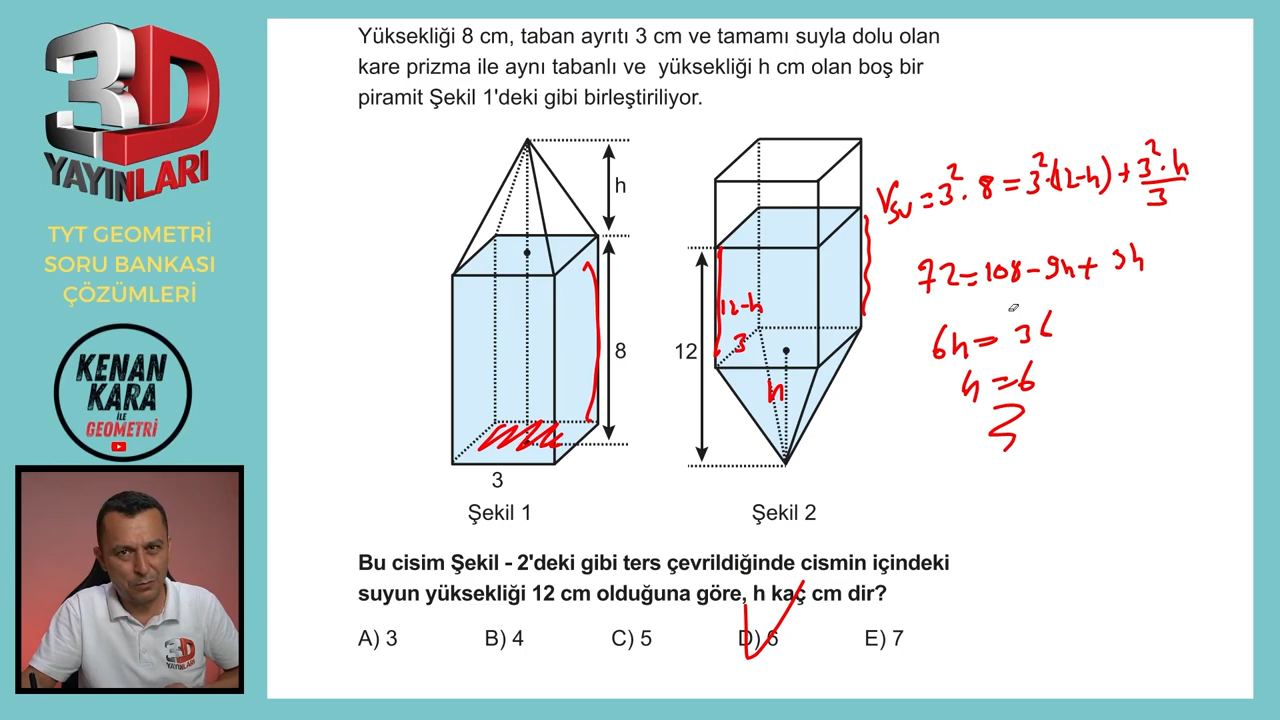 3D
YAYINLARI
TYT GEOMETRİ
SORU BANKASI
ÇÖZÜMLERİ
KENAN
KARA
İLE
GEOMETRİ
3D
YAYINLARI
Yüksekliği 8 cm, taban ayrıtı 3 cm ve tamamı suyla dolu olan
kare prizma ile aynı tabanlı ve yüksekliği h cm olan boş bir
piramit Şekil 1'deki gibi birleştiriliyor.
h
8
3
Şekil 1
12
12-h
3
h
Şekil 2
V_su = 3² . 8 = 3² . (12-h) + 3² . h / 3
72 = 108 - 9h + 3h
6h = 36
h = 6
Bu cisim Şekil - 2'deki gibi ters çevrildiğinde cismin içindeki
suyun yüksekliği 12 cm olduğuna göre, h kaç cm dir?
A) 3 B) 4 C) 5 D) 6 E) 7